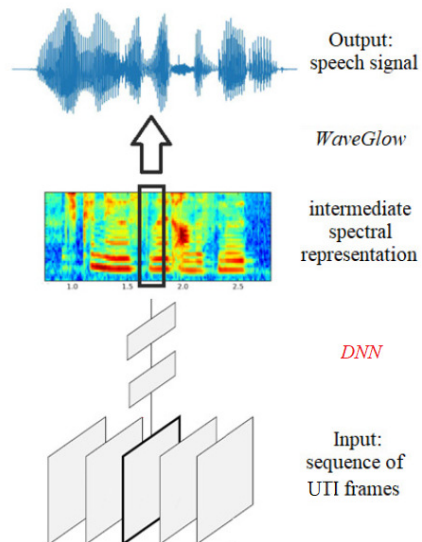 Output:
speech signal
WaveGlow
intermediate
spectral
representation
1.0 1.5 2.0 2.5
DNN
Input:
sequence of
UTI frames